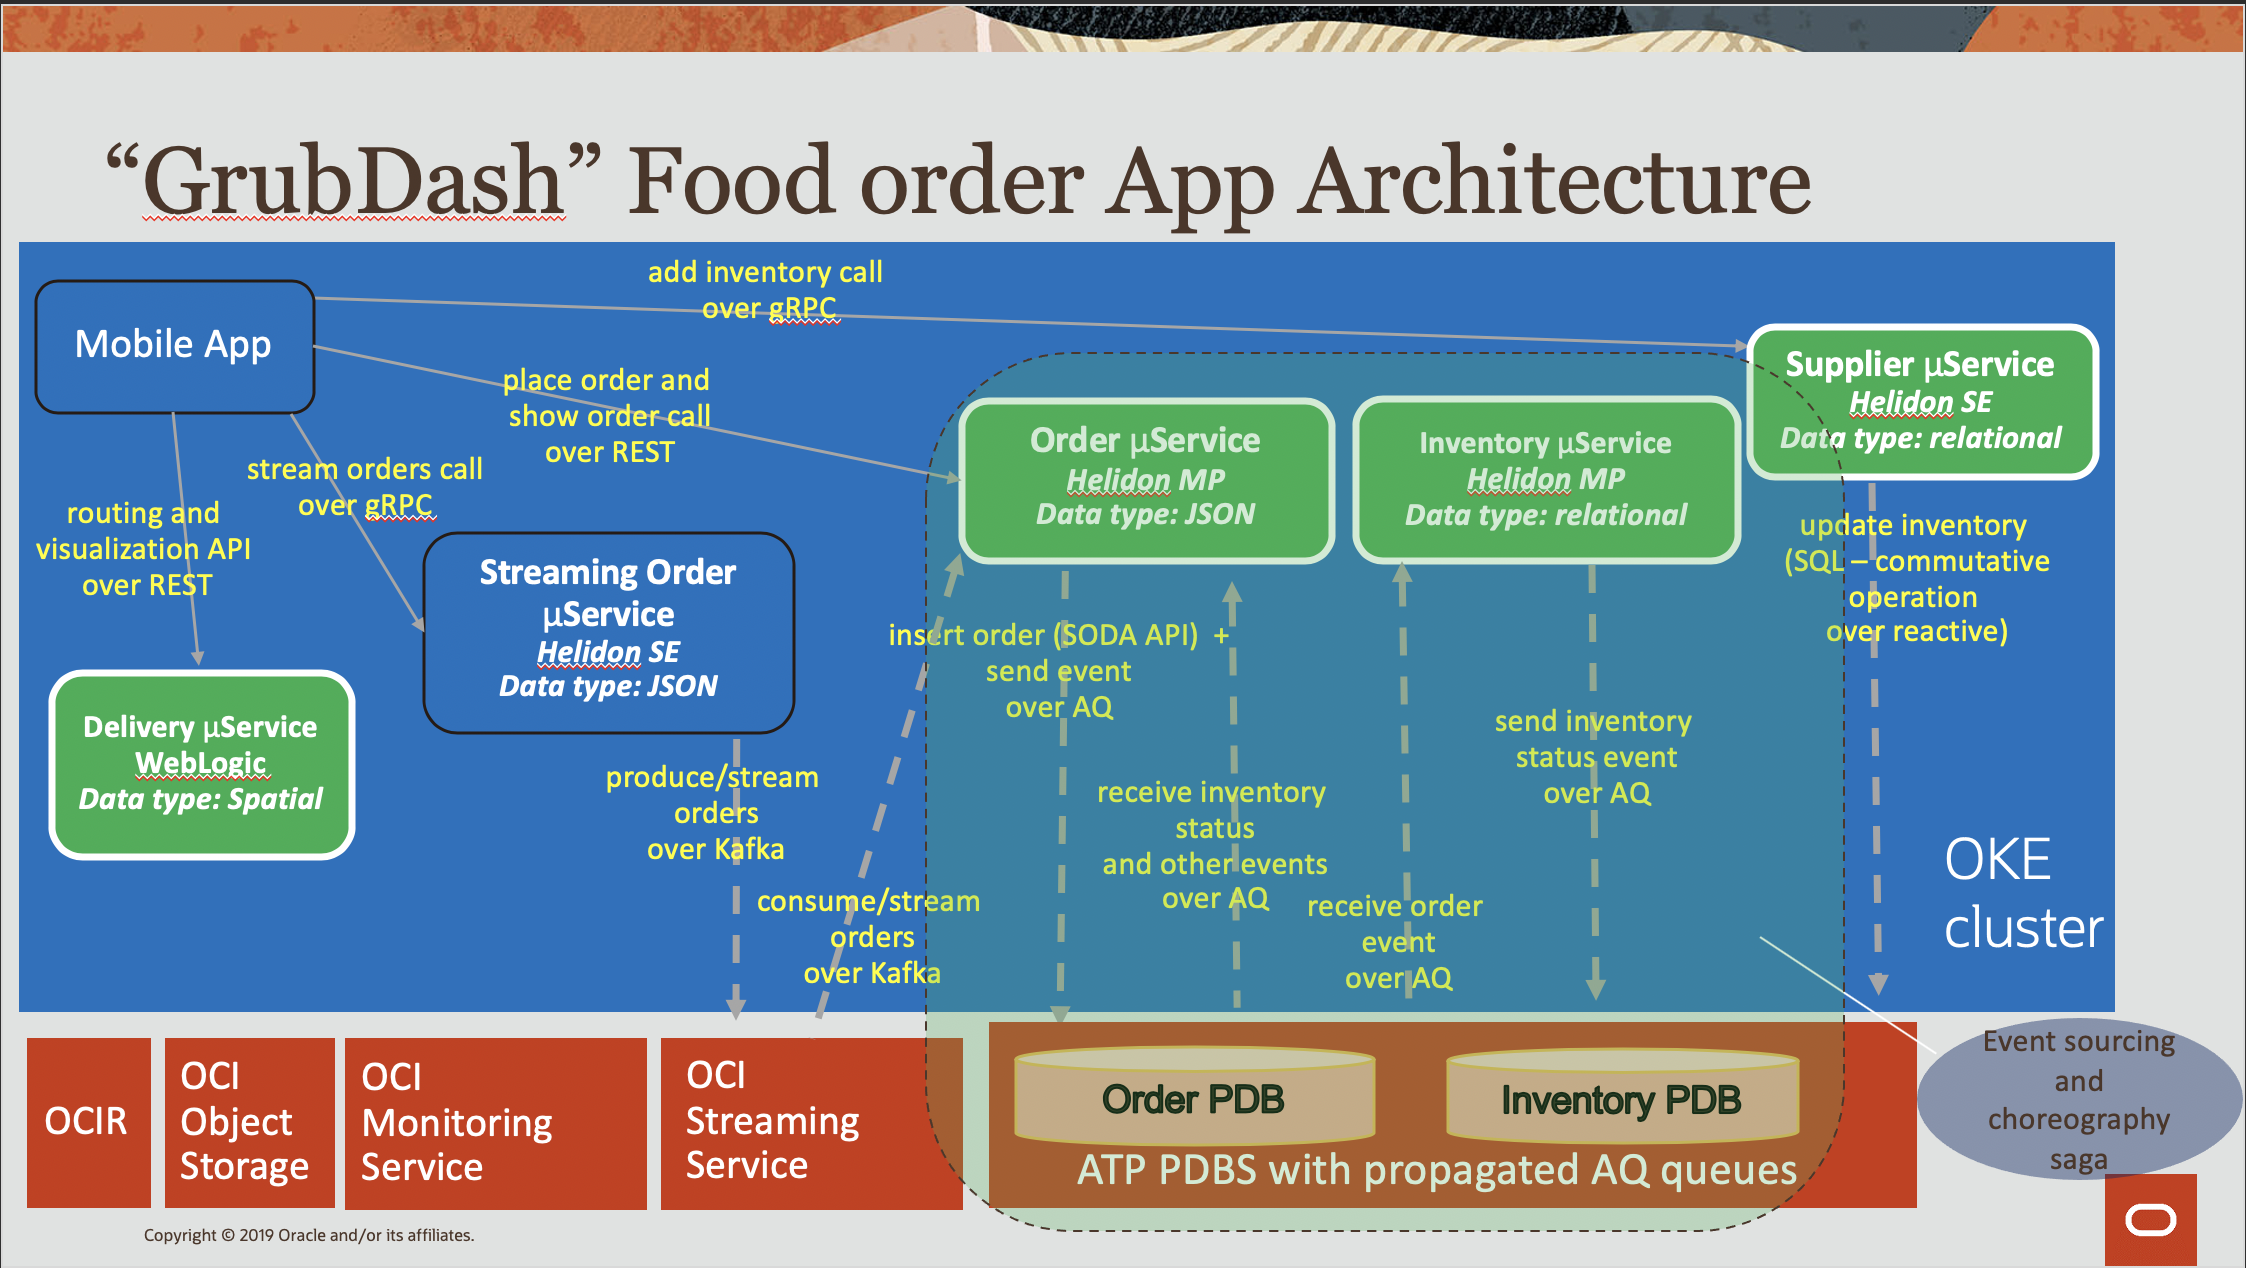 “GrubDash” Food order App Architecture
add inventory call
over gRPC
Mobile App
place order and
show order call
over REST
stream orders call
over gRPC
routing and
visualization API
over REST
Supplier µService
Helidon SE
Data type: relational
Order µService
Helidon MP
Data type: JSON
Inventory µService
Helidon MP
Data type: relational
Streaming Order
µService
Helidon SE
Data type: JSON
Delivery µService
WebLogic
Data type: Spatial
update inventory
(SQL – commutative
operation
over reactive)
insert order (SODA API) +
send event
over AQ
produce/stream
orders
over Kafka
consume/stream
orders
over Kafka
receive inventory
status
and other events
over AQ
receive order
event
over AQ
send inventory
status event
over AQ
OKE
cluster
OCIR
OCI
Object
Storage
OCI
Monitoring
Service
OCI
Streaming
Service
Order PDB
Inventory PDB
ATP PDBS with propagated AQ queues
Event sourcing
and
choreography
saga
Copyright © 2019 Oracle and/or its affiliates.